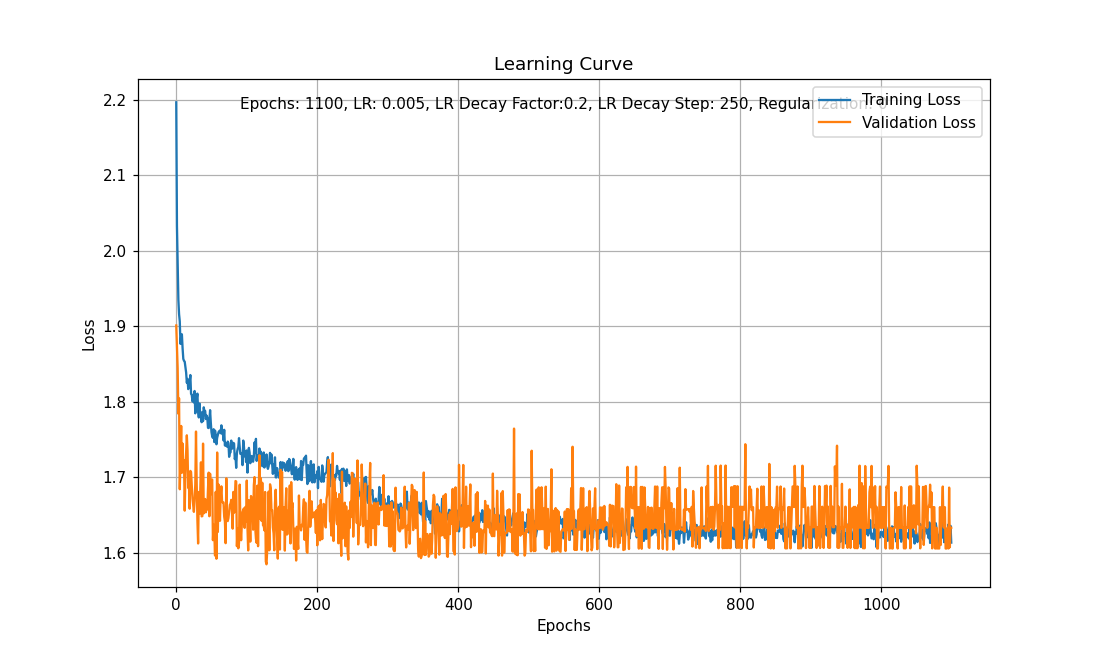 Learning Curve
Epochs: 1100, LR: 0.005, LR Decay Factor:0.2, LR Decay Step: 250, Regularization: 0
Training Loss
Validation Loss
Loss
2.2
2.1
2.0
1.9
1.8
1.7
1.6
0 200 400 600 800 1000
Epochs